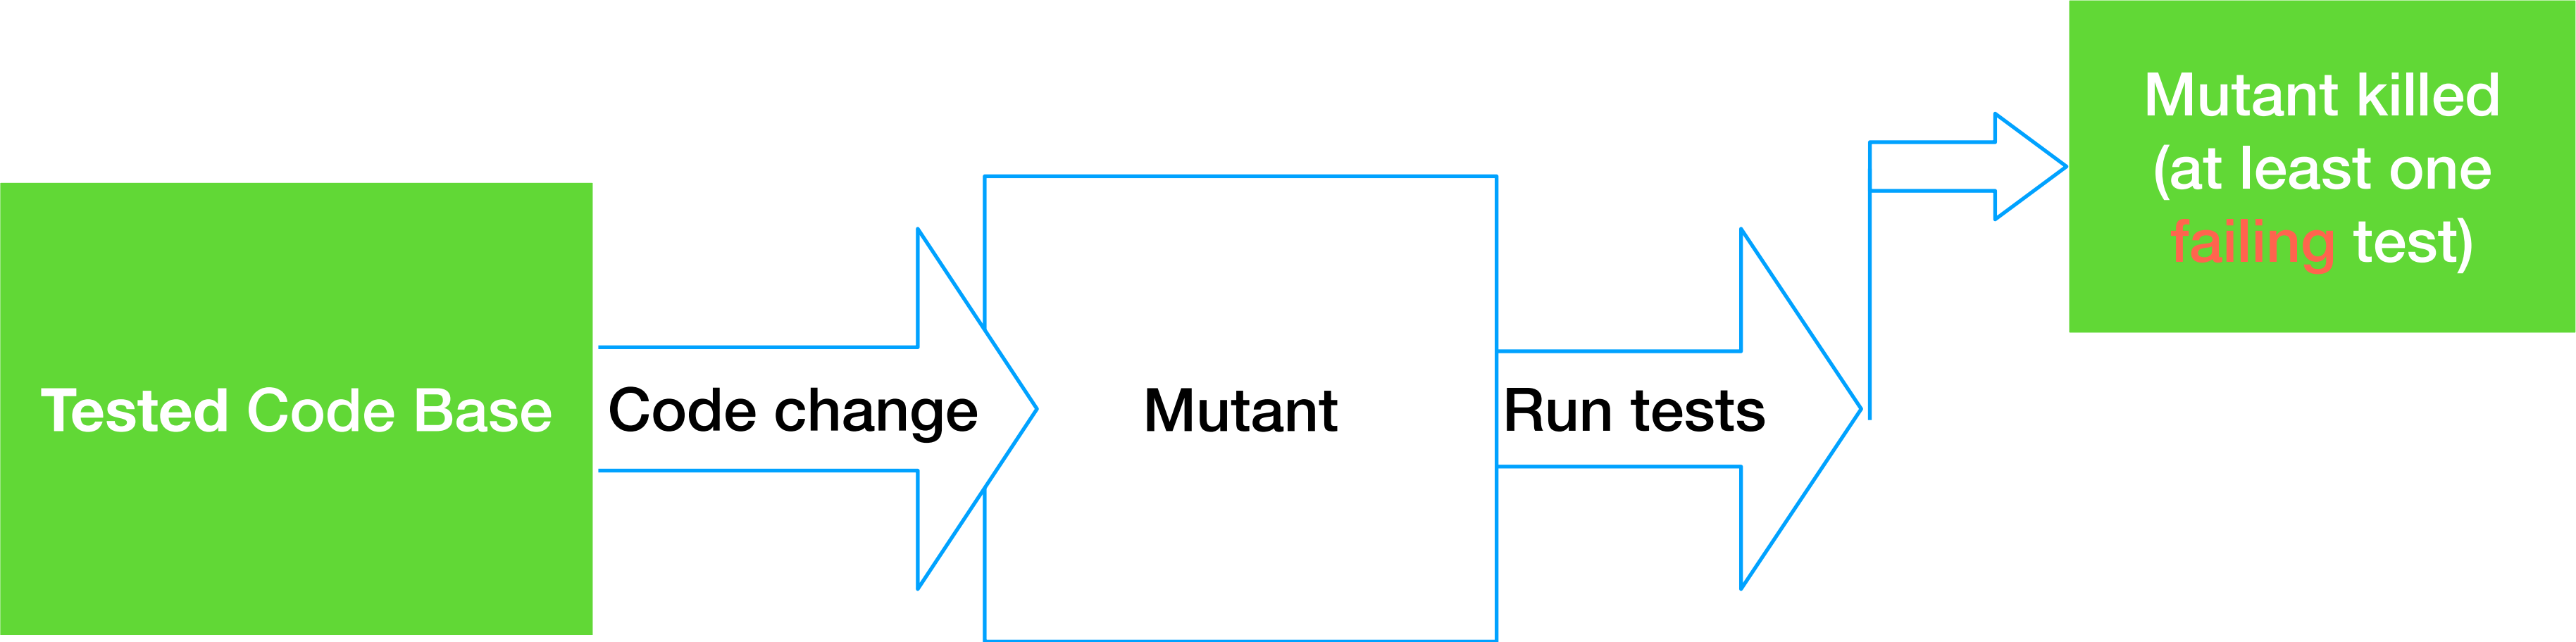 Tested Code Base
Code change
Mutant
Run tests
Mutant killed
(at least one
failing test)